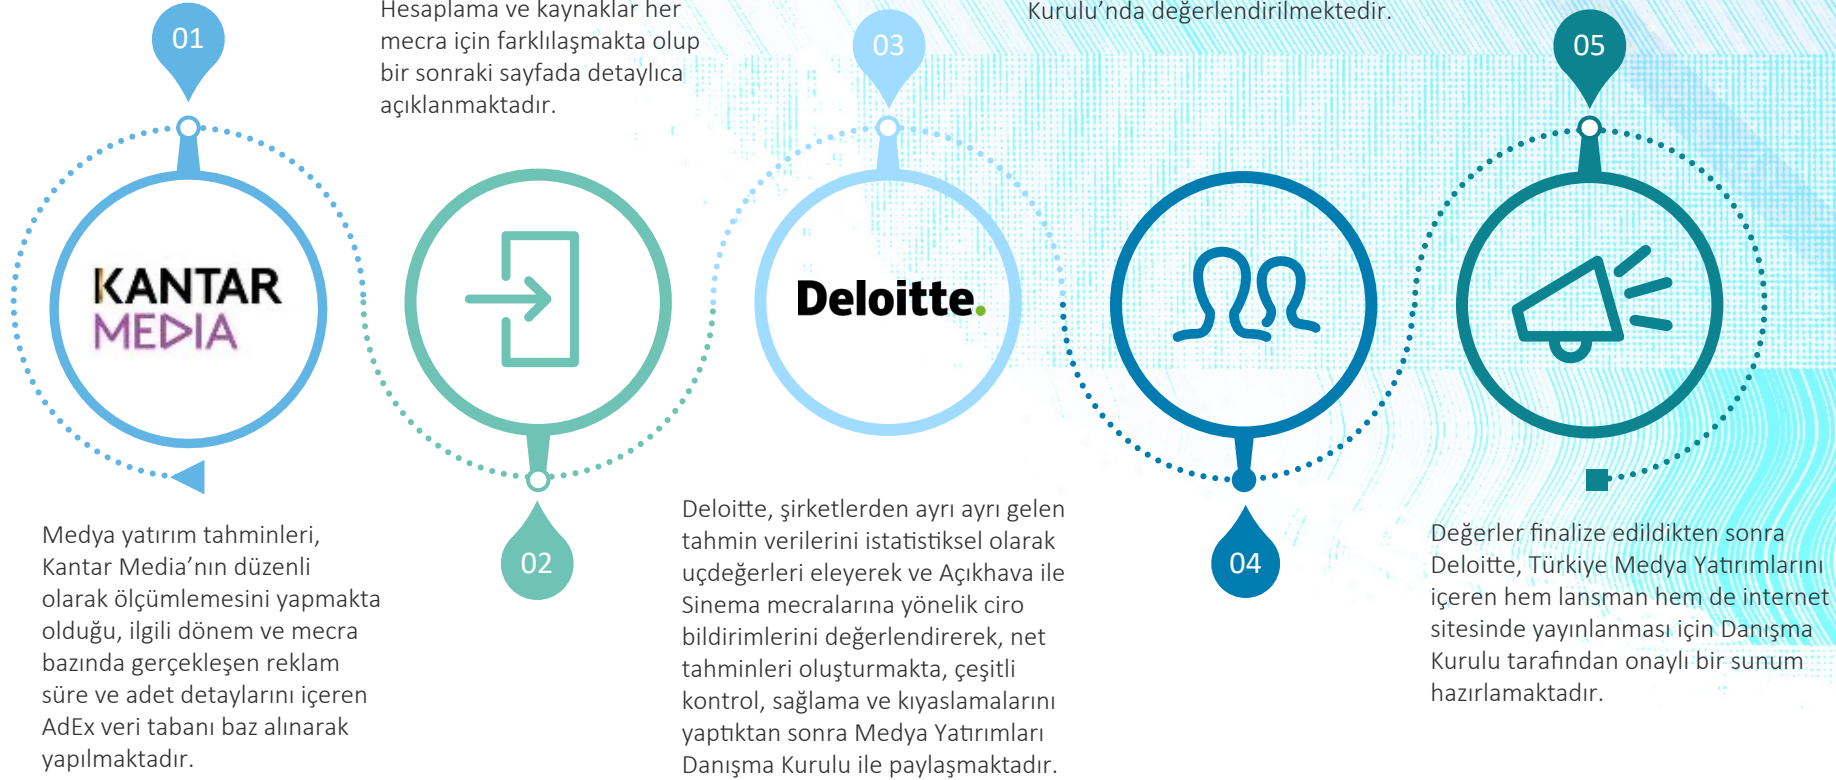 01
Hesaplama ve kaynaklar her
mecra için farklılaşmakta olup
bir sonraki sayfada detaylıca
açıklanmaktadır.
03
Kurulu’nda değerlendirilmektedir.
05
KANTAR
MEDIA
Deloitte.
Medya yatırım tahminleri,
Kantar Media’nın düzenli
olarak ölçümlemesini yapmakta
olduğu, ilgili dönem ve mecra
bazında gerçekleşen reklam
süre ve adet detaylarını içeren
AdEx veri tabanı baz alınarak
yapılmaktadır.
02
Deloitte, şirketlerden ayrı ayrı gelen
tahmin verilerini istatistiksel olarak
uçdeğerleri eleyerek ve Açıkhava ile
Sinema mecralarına yönelik ciro
bildirimlerini değerlendirerek, net
tahminleri oluşturmakta, çeşitli
kontrol, sağlama ve kıyaslamalarını
yaptıktan sonra Medya Yatırımları
Danışma Kurulu ile paylaşmaktadır.
04
Değerler finalize edildikten sonra
Deloitte, Türkiye Medya Yatırımlarını
içeren hem lansman hem de internet
sitesinde yayınlanması için Danışma
Kurulu tarafından onaylı bir sunum
hazırlamaktadır.